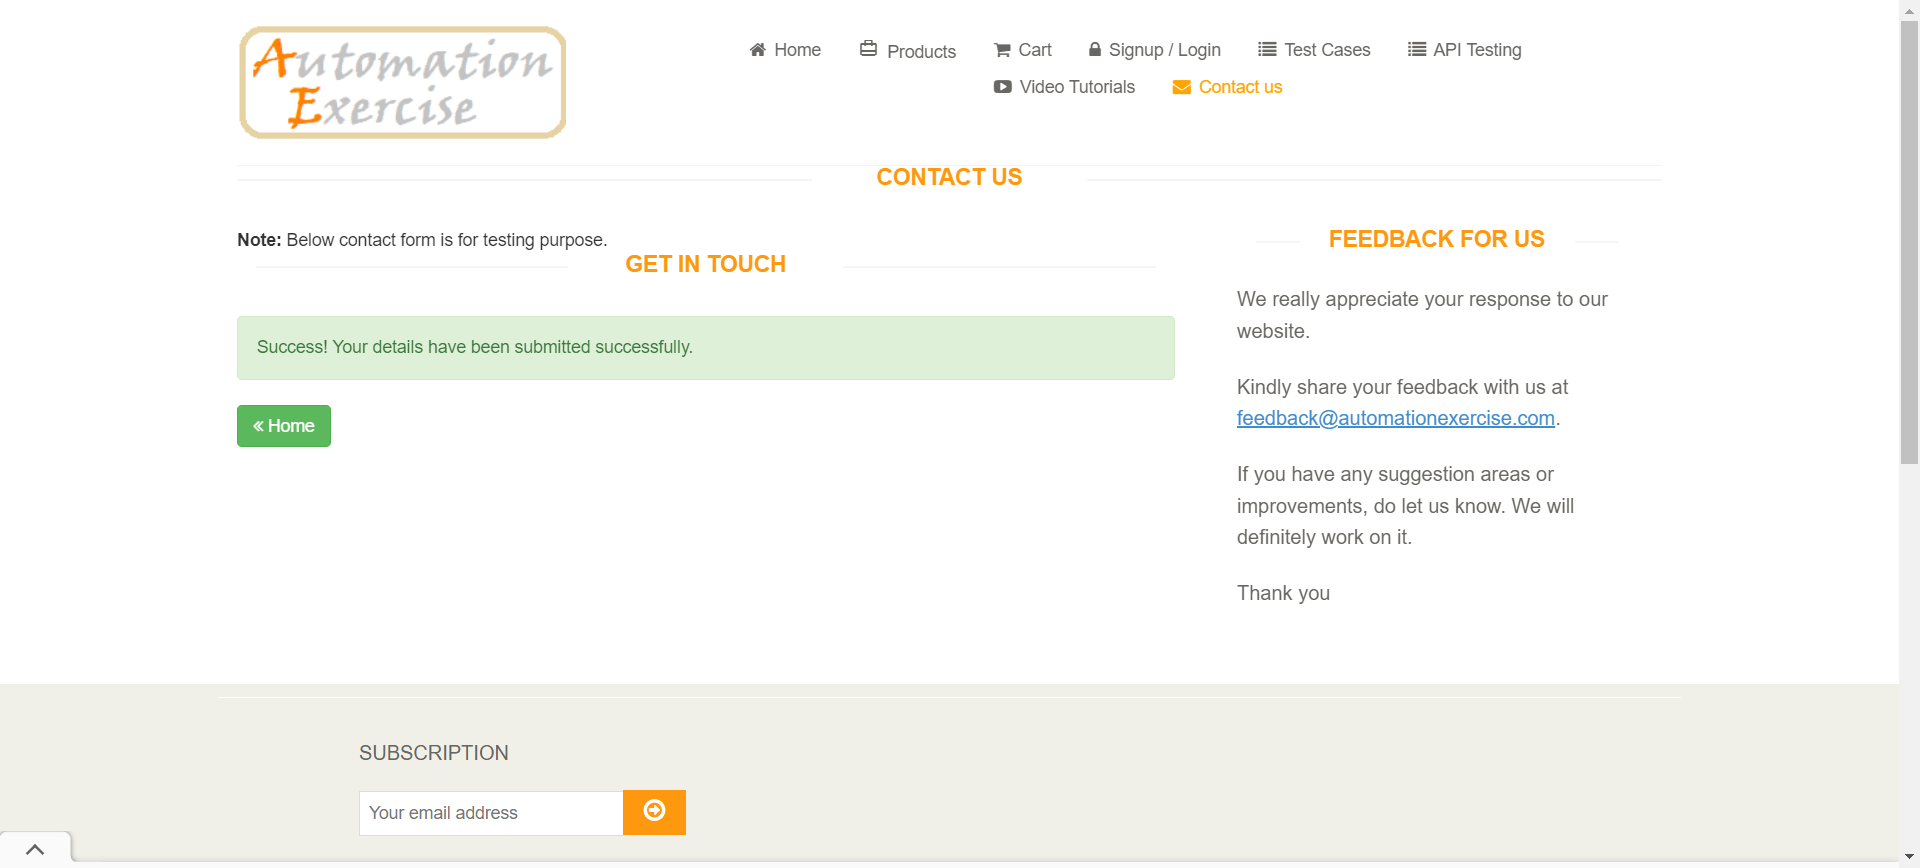 Automation
Exercise
Home
Products
Cart
Signup / Login
Test Cases
API Testing
Video Tutorials
Contact us
CONTACT US
Note: Below contact form is for testing purpose.
GET IN TOUCH
Success! Your details have been submitted successfully.
« Home
FEEDBACK FOR US
We really appreciate your response to our
website.
Kindly share your feedback with us at
feedback@automationexercise.com.
If you have any suggestion areas or
improvements, do let us know. We will
definitely work on it.
Thank you
SUBSCRIPTION
Your email address